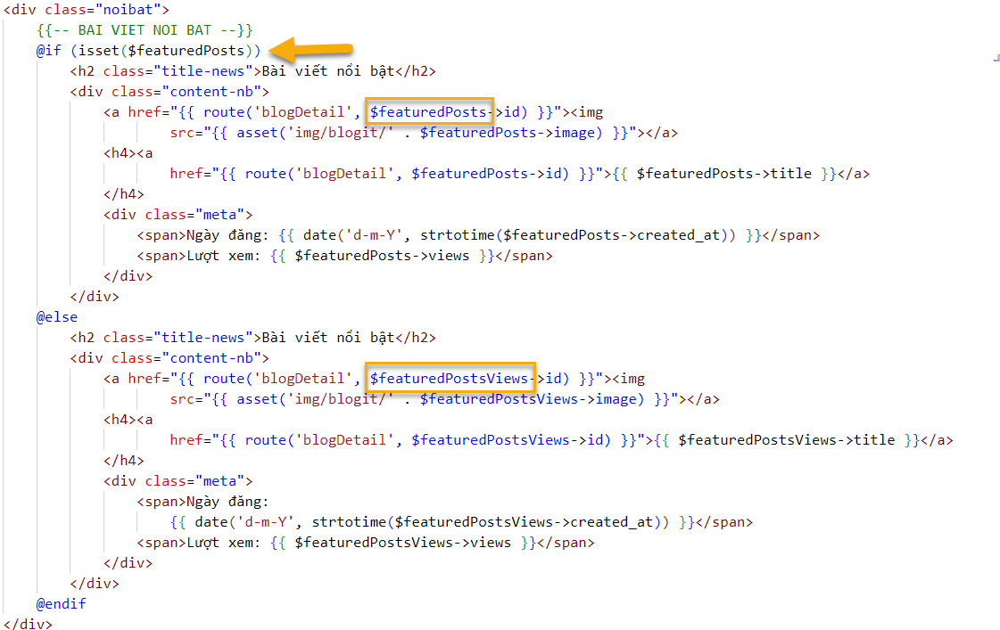 <div class="noibat">
{{-- BAI VIET NOI BAT --}}
@if (isset($featuredPosts))
<h2 class="title-news">Bài viết nổi bật</h2>
<div class="content-nb">
<a href="{{ route('blogDetail', $featuredPosts->id) }}"><img
src="{{ asset('img/blogit/' . $featuredPosts->image) }}"></a>
<h4><a
href="{{ route('blogDetail', $featuredPosts->id) }}">{{ $featuredPosts->title }}</a>
</h4>
<div class="meta">
<span>Ngày đăng: {{ date('d-m-Y', strtotime($featuredPosts->created_at)) }}</span>
<span>Lượt xem: {{ $featuredPosts->views }}</span>
</div>
</div>
@else
<h2 class="title-news">Bài viết nổi bật</h2>
<div class="content-nb">
<a href="{{ route('blogDetail', $featuredPostsViews->id) }}"><img
src="{{ asset('img/blogit/' . $featuredPostsViews->image) }}"></a>
<h4><a
href="{{ route('blogDetail', $featuredPostsViews->id) }}">{{ $featuredPostsViews->title }}</a>
</h4>
<div class="meta">
<span>Ngày đăng:
{{ date('d-m-Y', strtotime($featuredPostsViews->created_at)) }}</span>
<span>Lượt xem: {{ $featuredPostsViews->views }}</span>
</div>
</div>
@endif
</div>